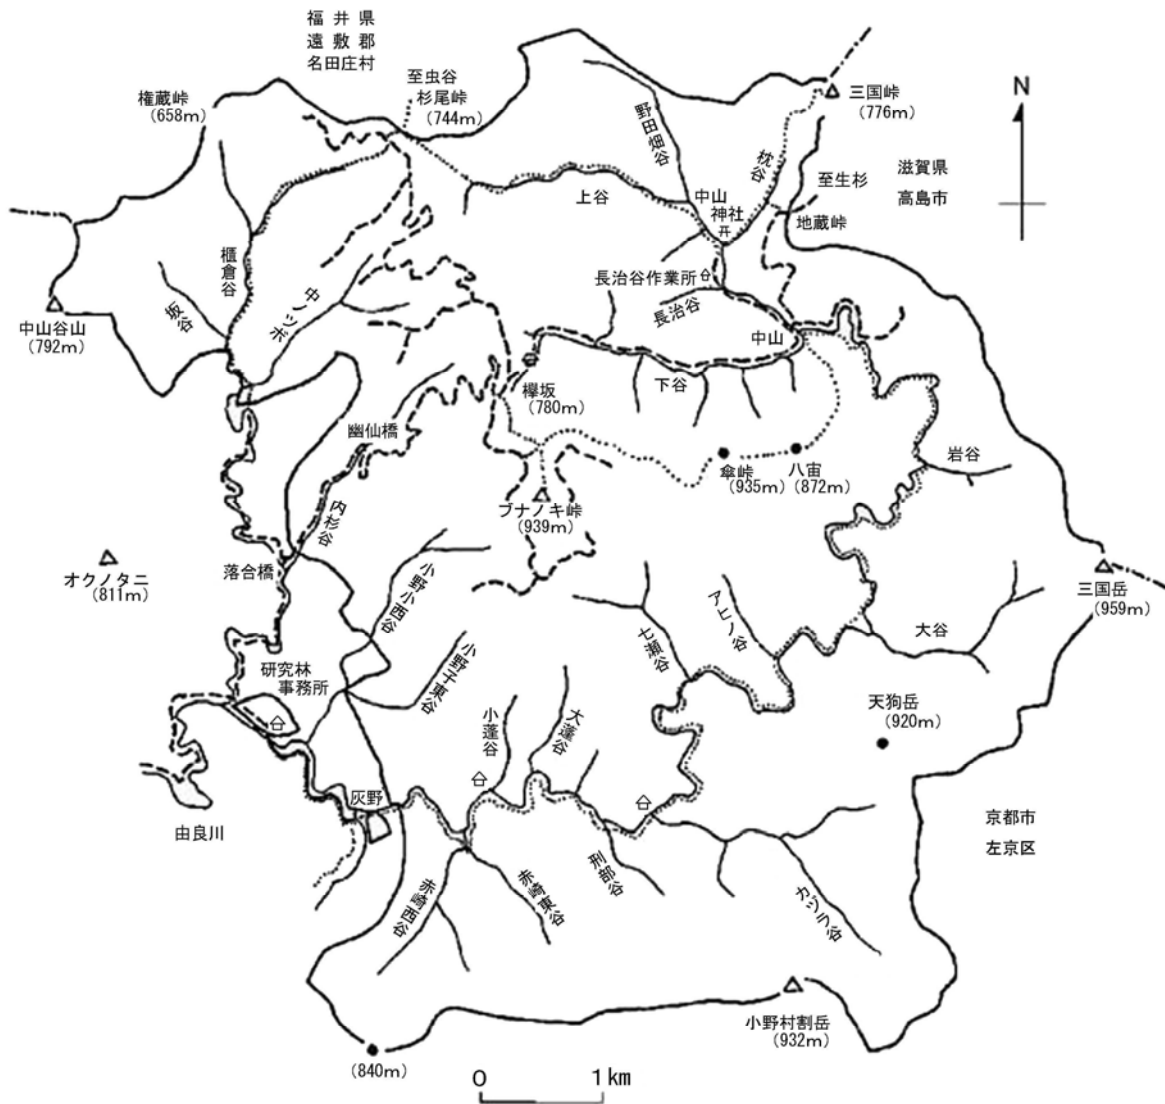 福井県
遠敷郡
名田庄村
至虫谷
杉尾峠
(744m)
権蔵峠
(658m)
三国峠
(776m)
N
野田畑谷
枕谷
滋賀県
高島市
至生杉
地蔵峠
上谷
中山
神社
櫃倉谷
坂谷
中ノツボ
長治谷作業所
長治谷
中山
中山谷山
(792m)
下谷
欅坂
(780m)
幽仙橋
傘峠
(935m)
八宙
(872m)
岩谷
ブナノキ峠
(939m)
内杉谷
落合橋
オクノタニ
(811m)
小野小西谷
三国岳
(959m)
アヒノ谷
七瀬谷
大谷
小野子東谷
研究林
事務所
天狗岳
(920m)
小蓬谷
大蓬谷
灰野
由良川
京都市
左京区
刑部谷
赤崎東谷
赤崎西谷
カヅラ谷
小野村割岳
(932m)
(840m)
0
1km